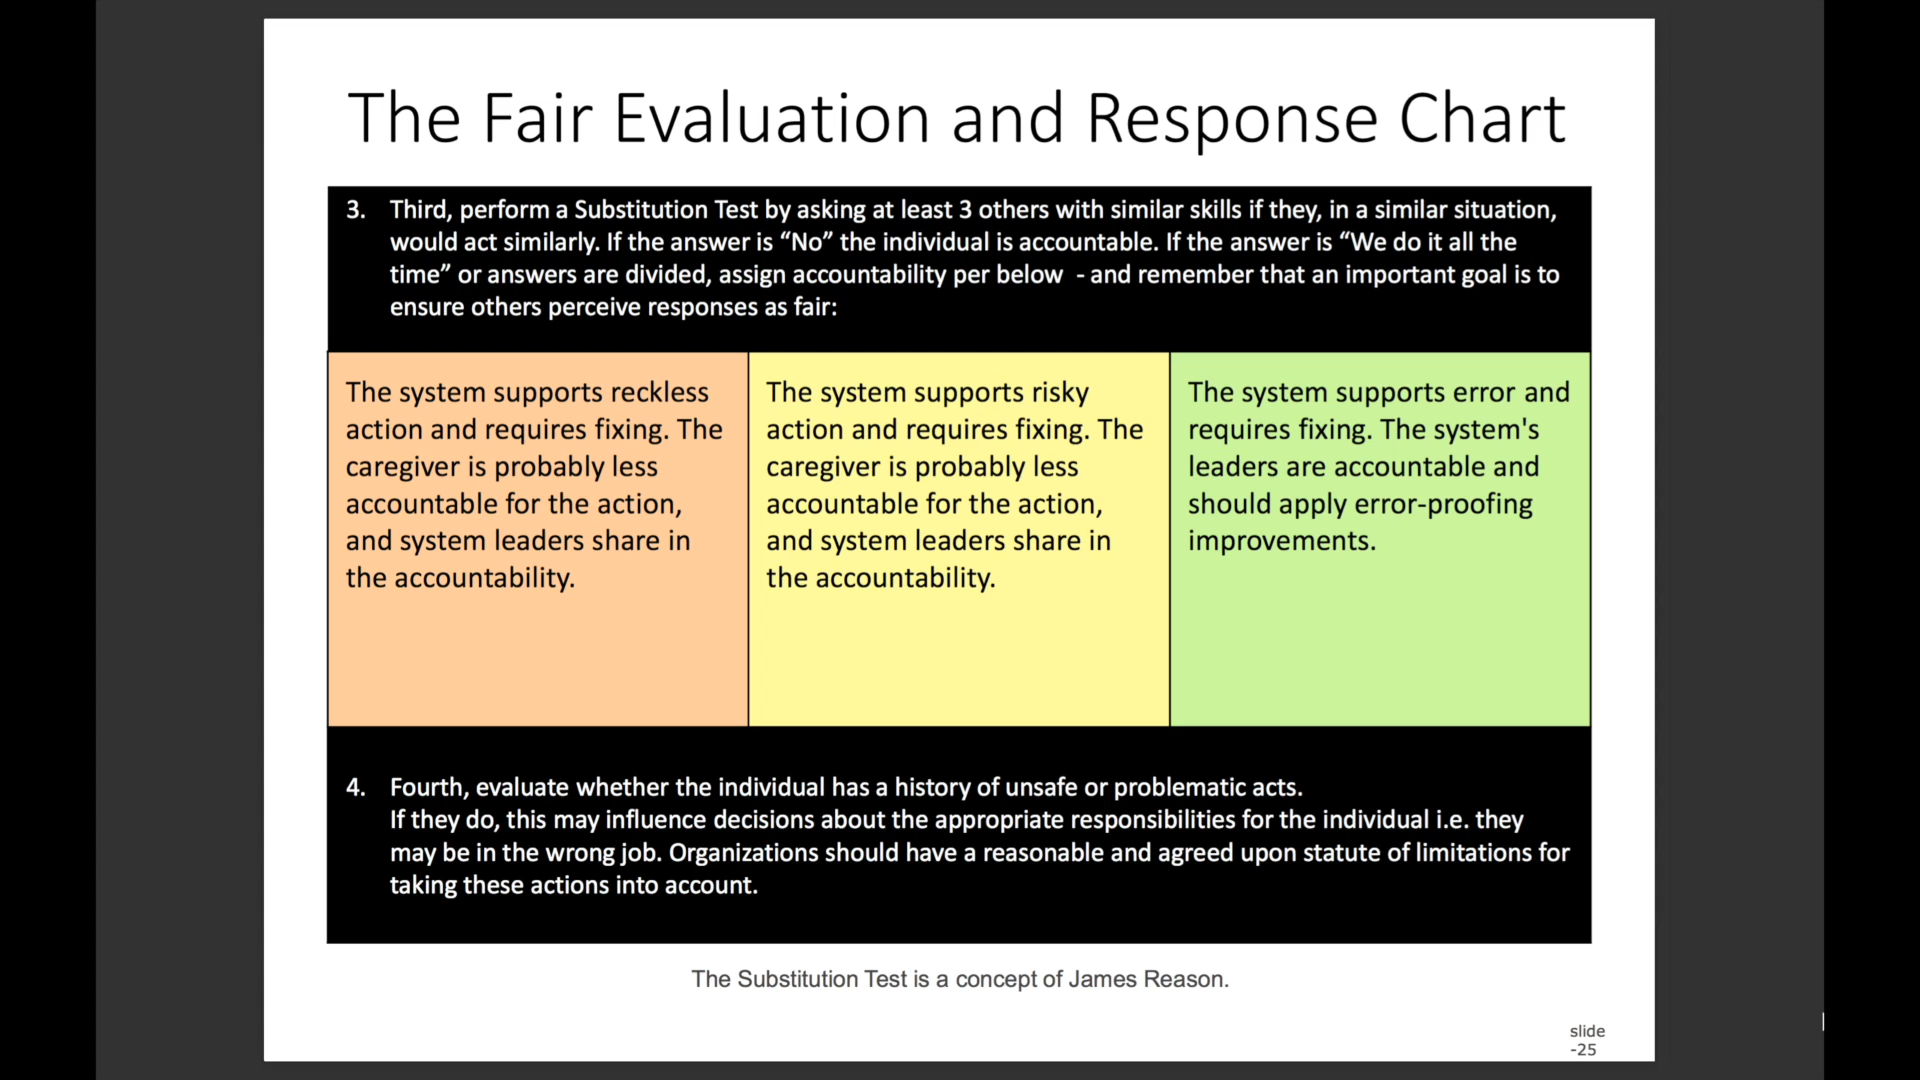 The Fair Evaluation and Response Chart
3. Third, perform a Substitution Test by asking at least 3 others with similar skills if they, in a similar situation,
would act similarly. If the answer is “No” the individual is accountable. If the answer is “We do it all the
time” or answers are divided, assign accountability per below  - and remember that an important goal is to
ensure others perceive responses as fair:
The system supports reckless
action and requires fixing. The
caregiver is probably less
accountable for the action,
and system leaders share in
the accountability.
The system supports risky
action and requires fixing. The
caregiver is probably less
accountable for the action,
and system leaders share in
the accountability.
The system supports error and
requires fixing. The system's
leaders are accountable and
should apply error-proofing
improvements.
4. Fourth, evaluate whether the individual has a history of unsafe or problematic acts.
If they do, this may influence decisions about the appropriate responsibilities for the individual i.e. they
may be in the wrong job. Organizations should have a reasonable and agreed upon statute of limitations for
taking these actions into account.
The Substitution Test is a concept of James Reason.
slide
-25